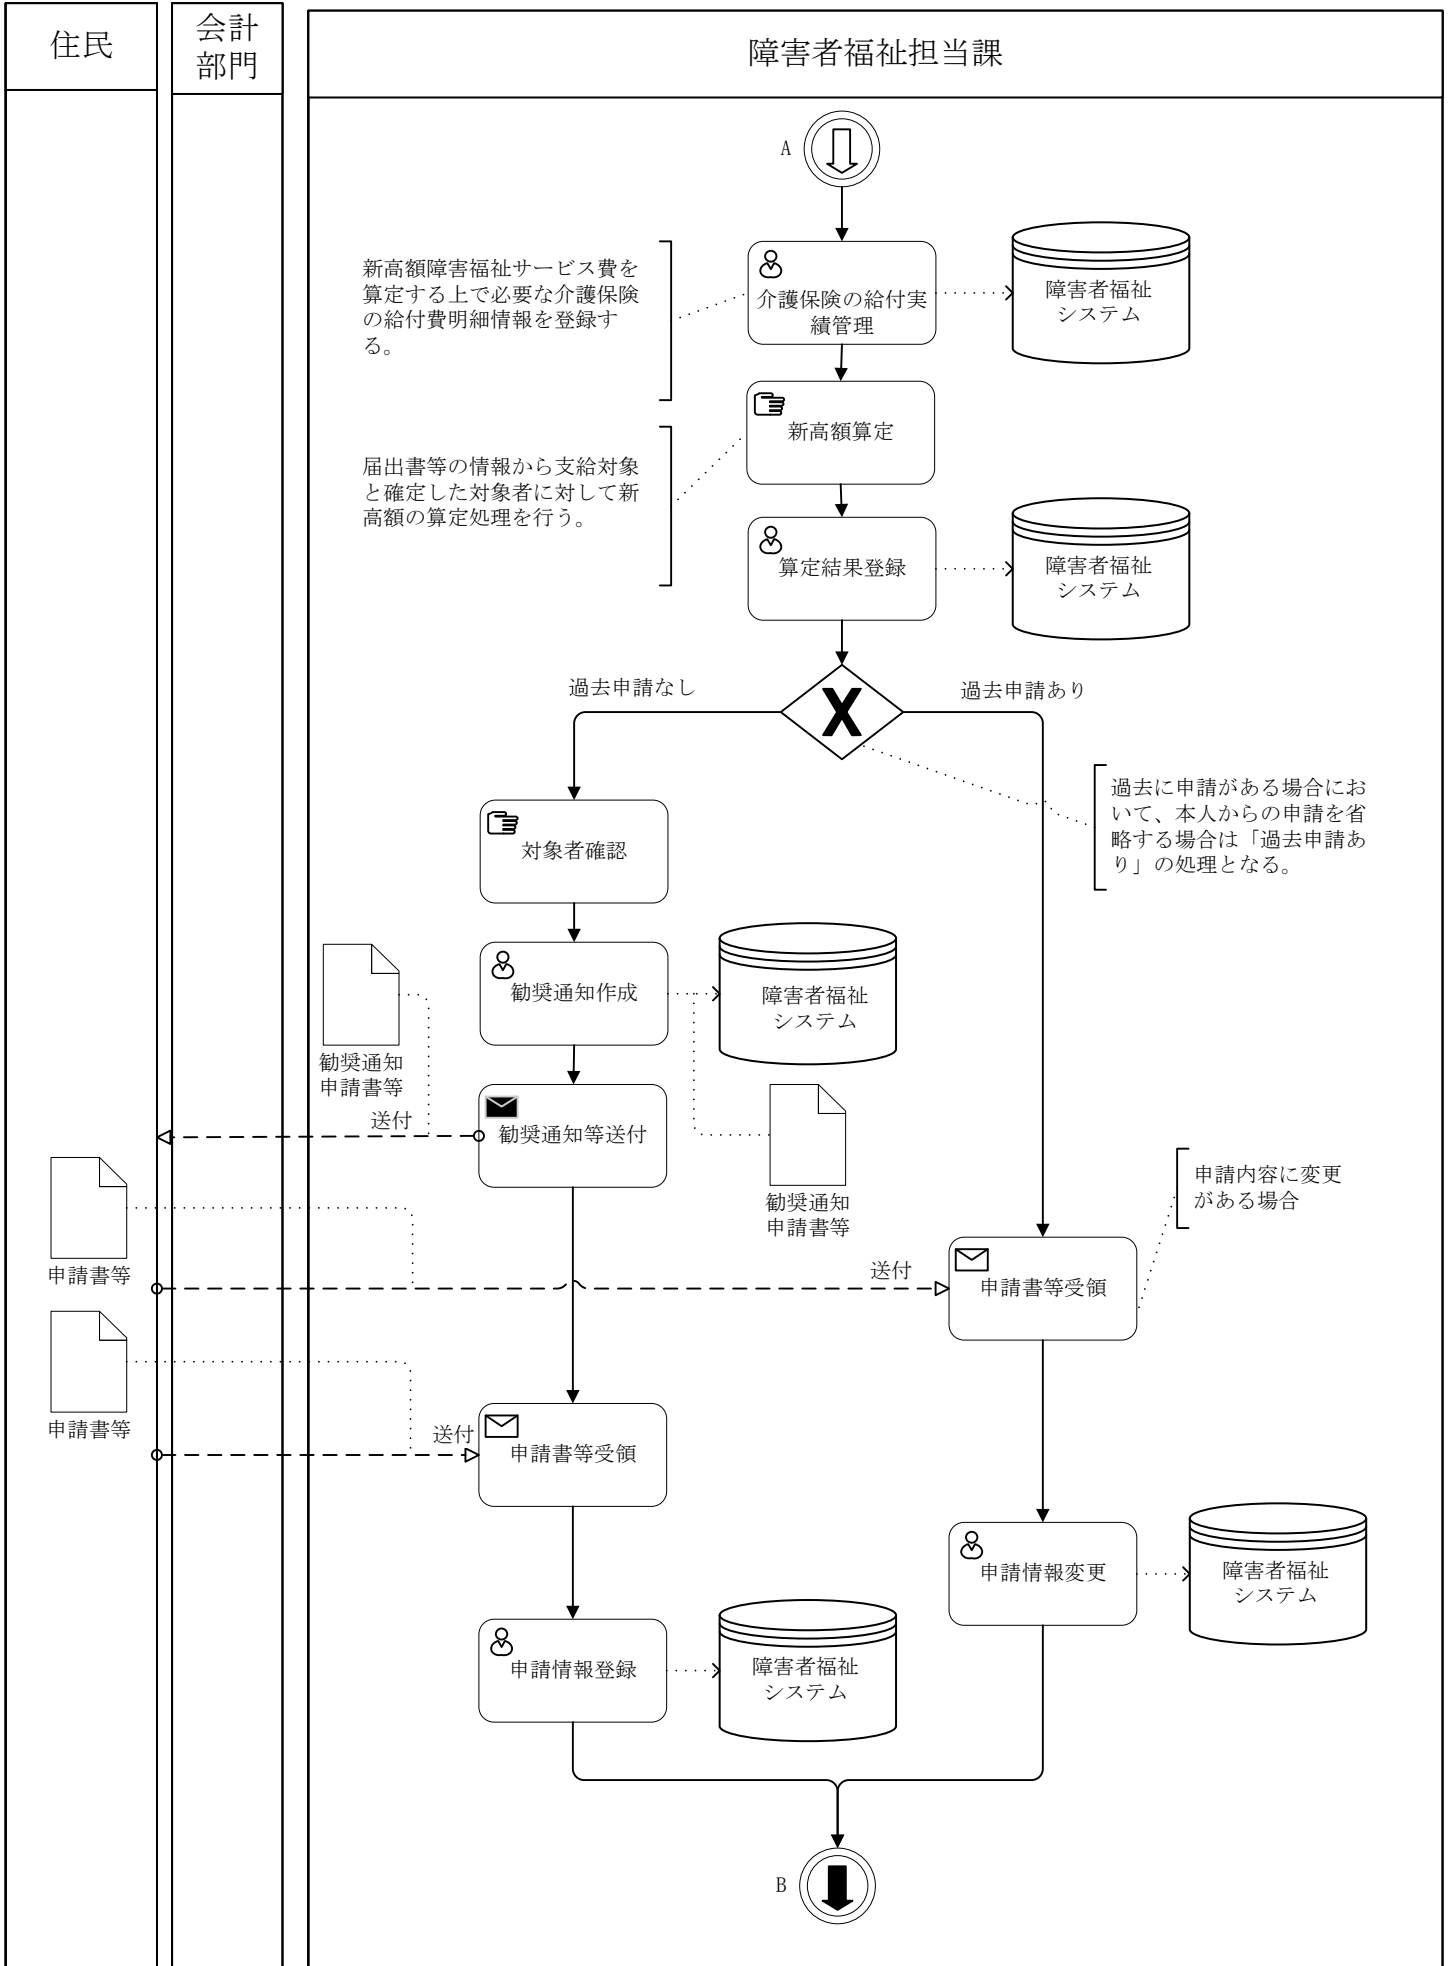 住民
会計
部門
障害者福祉担当課
A
新高額障害福祉サービス費を
算定する上で必要な介護保険
の給付費明細情報を登録す
る。
介護保険の給付実
績管理
障害者福祉
システム
新高額算定
届出書等の情報から支給対象
と確定した対象者に対して新
高額の算定処理を行う。
算定結果登録
障害者福祉
システム
過去申請なし
過去申請あり
X
過去に申請がある場合にお
いて、本人からの申請を省
略する場合は「過去申請あ
り」の処理となる。
対象者確認
勧奨通知作成
障害者福祉
システム
勧奨通知
申請書等
送付
勧奨通知等送付
勧奨通知
申請書等
申請内容に変更
がある場合
申請書等
送付
申請書等受領
申請書等
送付
申請書等受領
申請情報変更
障害者福祉
システム
申請情報登録
障害者福祉
システム
B